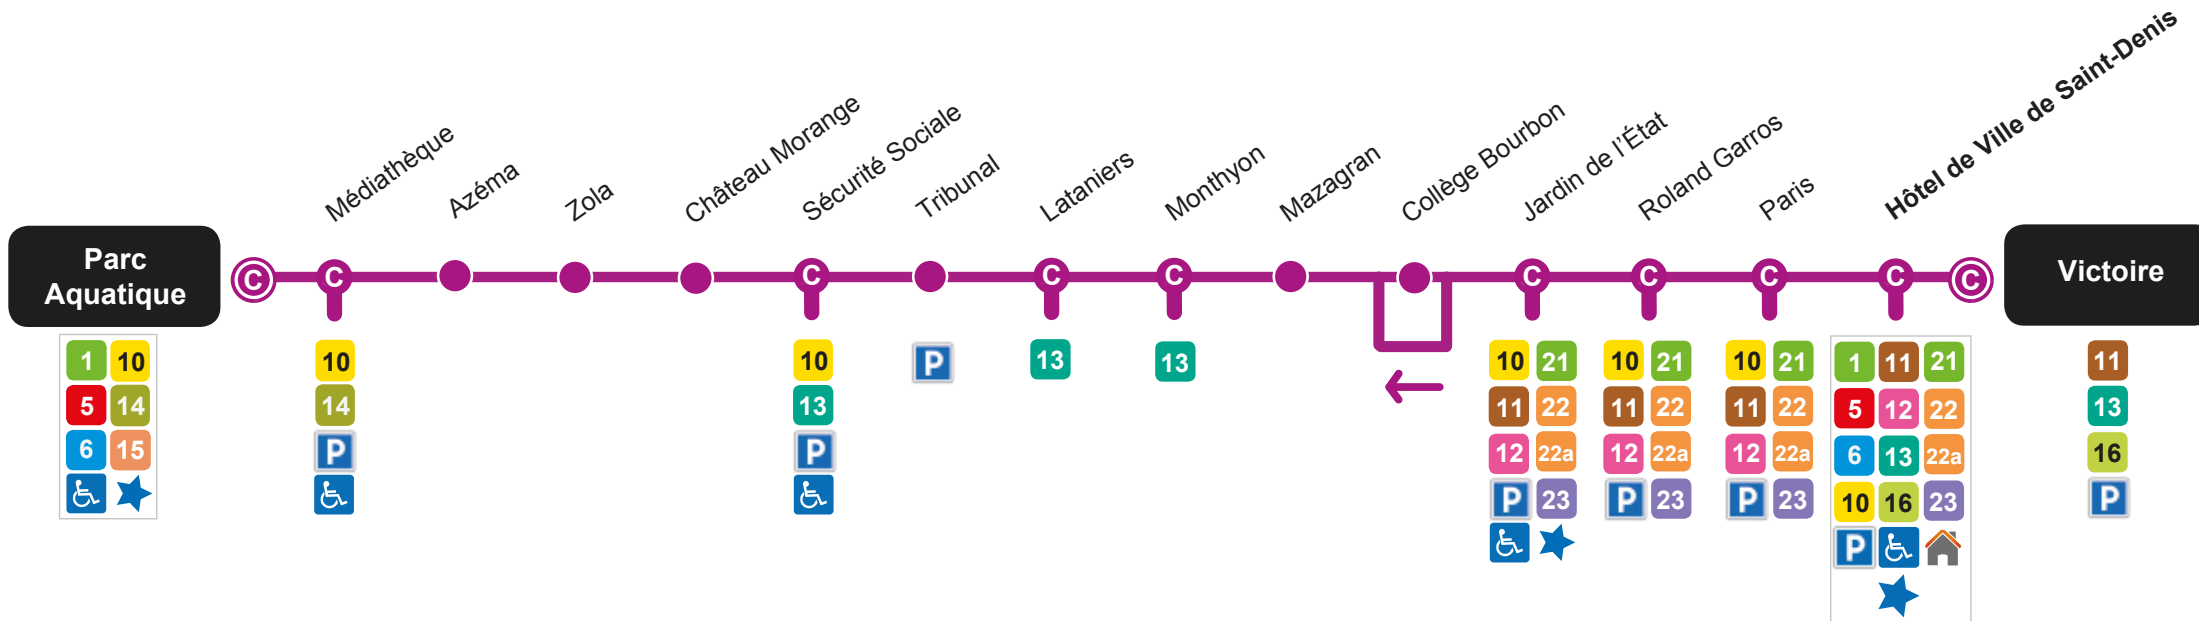 Médiathèque
Azéma
Zola
Château Morange
Sécurité Sociale
Tribunal
Lataniers
Monthyon
Mazagran
Collège Bourbon
Jardin de l'État
Roland Garros
Paris
Hôtel de Ville de Saint-Denis
Parc
Aquatique
C C C C C C C C C C
Victoire
1 10
5 14
6 15
10
14
P
10
13
P
P
13
13
10 21
11 22
12 22a
P 23
10 21
11 22
12 22a
P 23
10 21
11 22
12 22a
P 23
1 11 21
5 12 22
6 13 22a
10 16 23
P
11
13
16
P